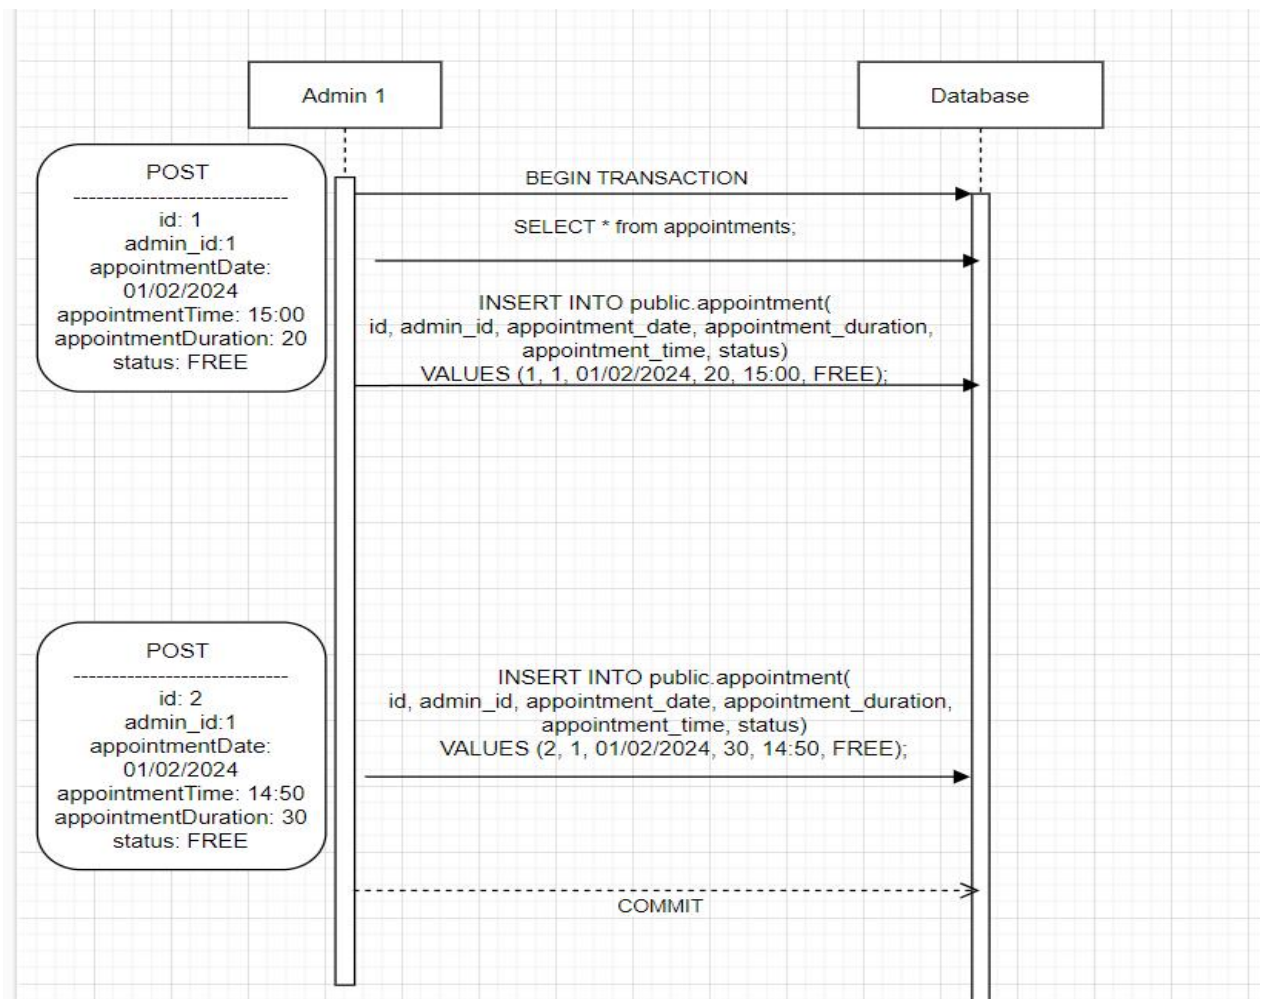 Admin 1
Database
POST
----------------------------
id: 1
admin_id:1
appointmentDate:
01/02/2024
appointmentTime: 15:00
appointmentDuration: 20
status: FREE
BEGIN TRANSACTION
SELECT * from appointments;
INSERT INTO public.appointment(
id, admin_id, appointment_date, appointment_duration,
appointment_time, status)
VALUES (1, 1, 01/02/2024, 20, 15:00, FREE);
POST
----------------------------
id: 2
admin_id:1
appointmentDate:
01/02/2024
appointmentTime: 14:50
appointmentDuration: 30
status: FREE
INSERT INTO public.appointment(
id, admin_id, appointment_date, appointment_duration,
appointment_time, status)
VALUES (2, 1, 01/02/2024, 30, 14:50, FREE);
COMMIT